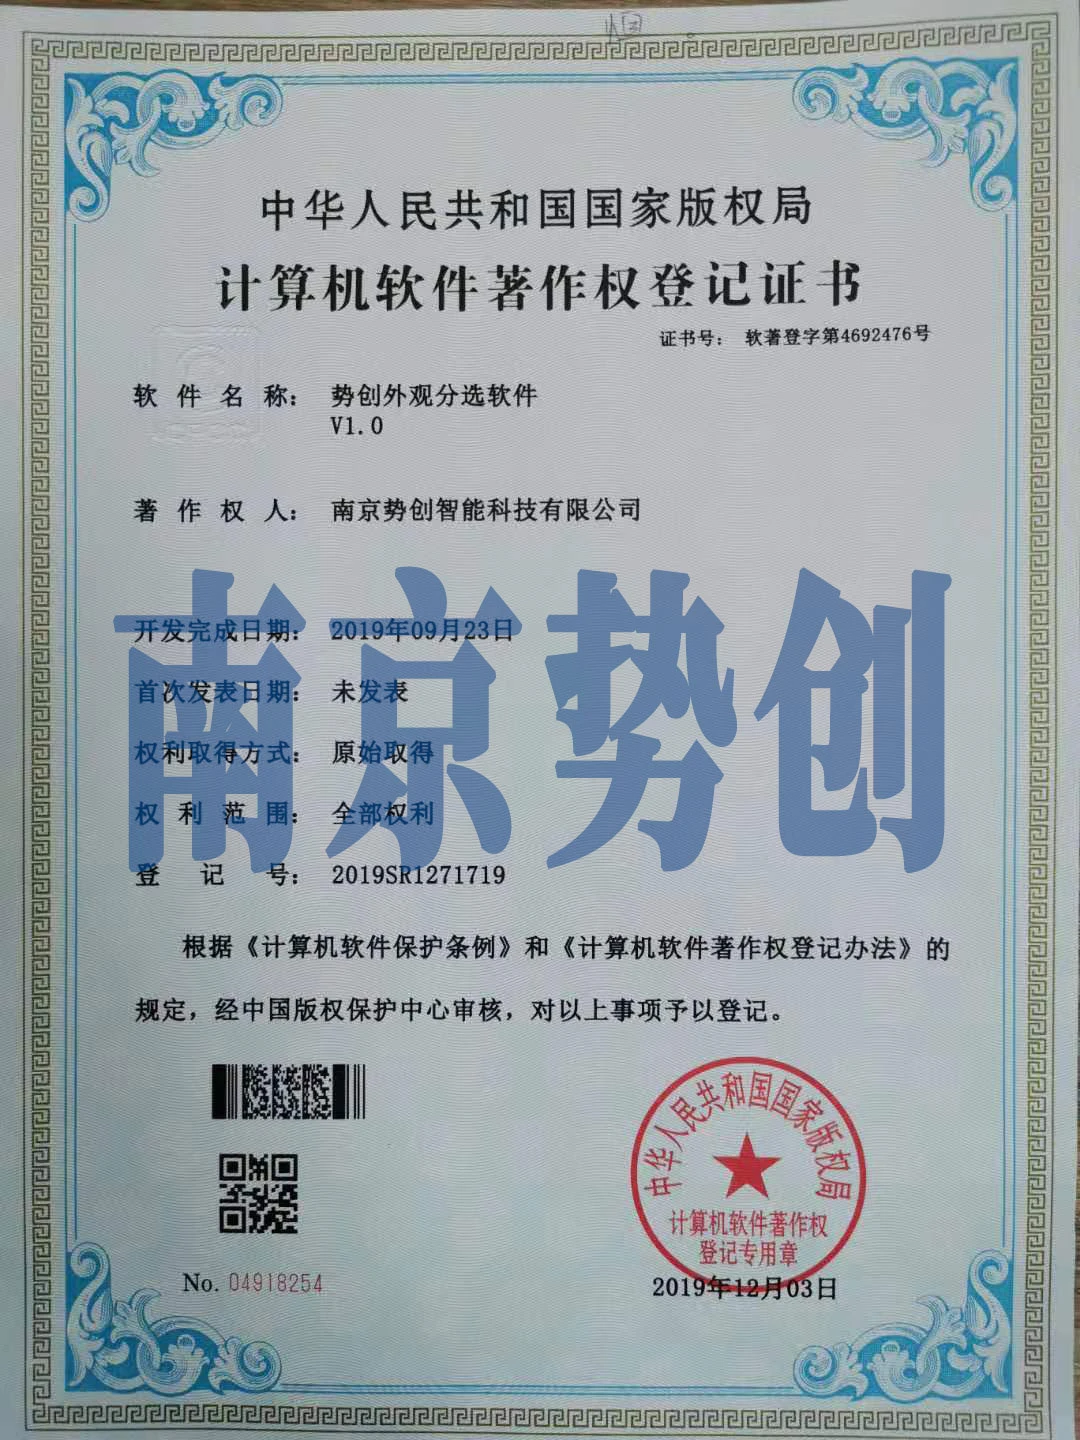 中华人民共和国国家版权局
计算机软件著作权登记证书
证书号： 软著登字第4692476号
软件名称： 势创外观分选软件
V1.0
著作权人： 南京势创智能科技有限公司
南京势创
开发完成日期： 2019年09月23日
首次发表日期： 未发表
权利取得方式： 原始取得
权利范围： 全部权利
登记号： 2019SR1271719
根据《计算机软件保护条例》和《计算机软件著作权登记办法》的
规定，经中国版权保护中心审核，对以上事项予以登记。
中华人民共和国国家版权局
计算机软件著作权
登记专用章
No. 04918254
2019年12月03日